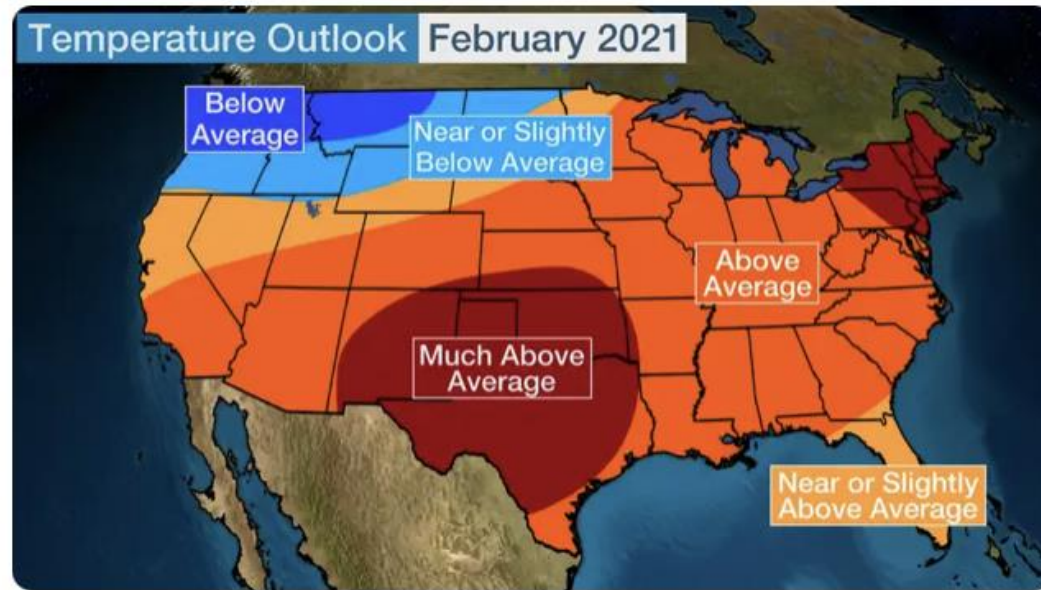 Temperature Outlook February 2021
Below
Average
Near or Slightly
Below Average
Above
Average
Much Above
Average
Near or Slightly
Above Average